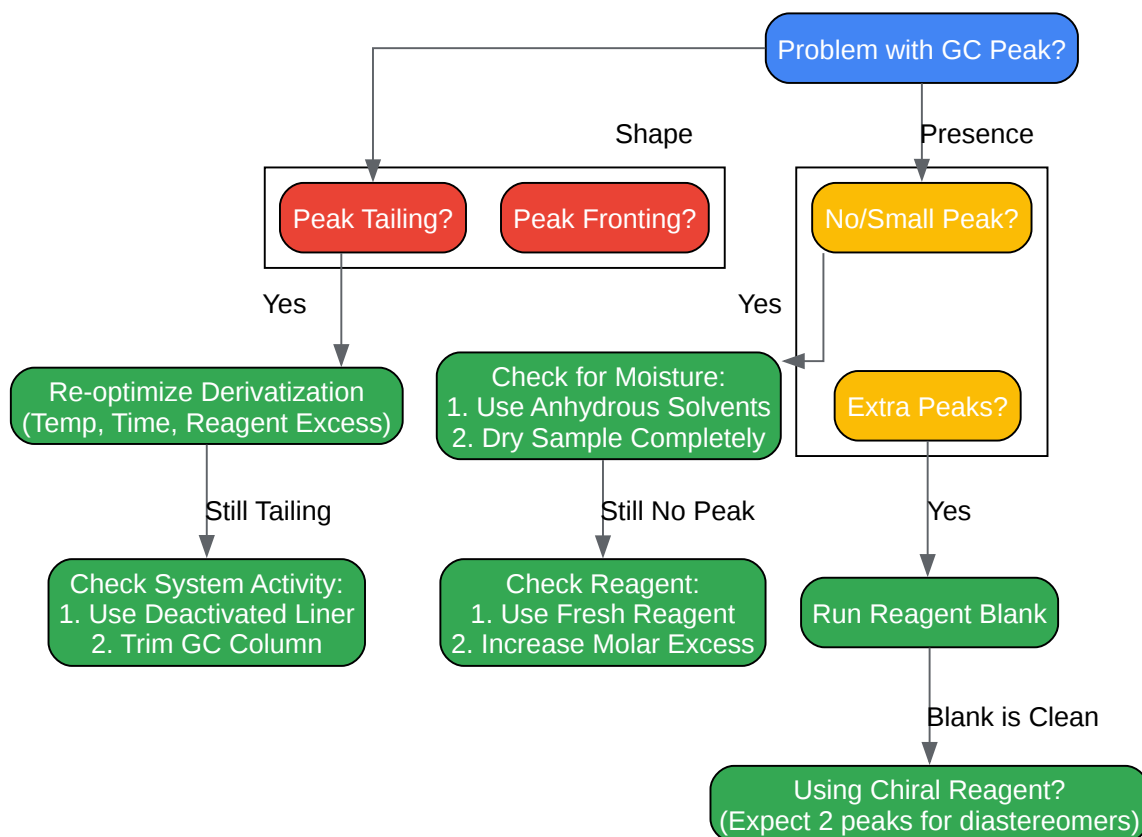 Problem with GC Peak?
Shape
Presence
Peak Tailing?
Peak Fronting?
No/Small Peak?
Yes
Yes
Re-optimize Derivatization
(Temp, Time, Reagent Excess)
Check for Moisture:
1. Use Anhydrous Solvents
2. Dry Sample Completely
Extra Peaks?
Still Tailing
Still No Peak
Yes
Check System Activity:
1. Use Deactivated Liner
2. Trim GC Column
Check Reagent:
1. Use Fresh Reagent
2. Increase Molar Excess
Run Reagent Blank
Blank is Clean
Using Chiral Reagent?
(Expect 2 peaks for diastereomers)